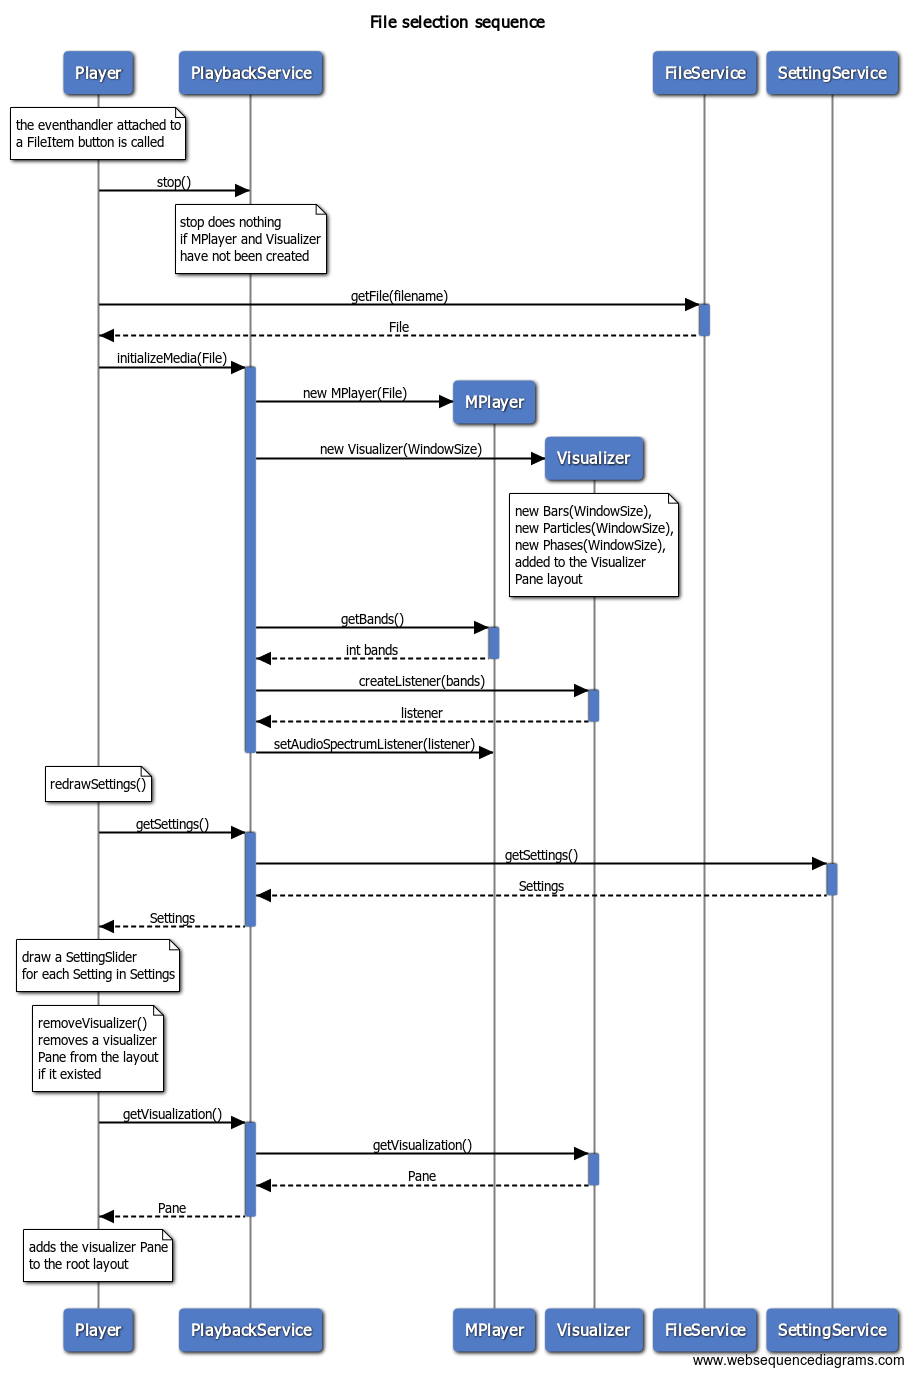 File selection sequence
Player
PlaybackService
FileService
SettingService
the eventhandler attached to
a FileItem button is called
stop()
stop does nothing
if MPlayer and Visualizer
have not been created
getFile(filename)
File
initializeMedia(File)
new MPlayer(File)
MPlayer
new Visualizer(WindowSize)
Visualizer
new Bars(WindowSize),
new Particles(WindowSize),
new Phases(WindowSize),
added to the Visualizer
Pane layout
getBands()
int bands
createListener(bands)
listener
setAudioSpectrumListener(listener)
redrawSettings()
getSettings()
getSettings()
Settings
Settings
draw a SettingSlider
for each Setting in Settings
removeVisualizer()
removes a visualizer
Pane from the layout
if it existed
getVisualization()
getVisualization()
Pane
Pane
adds the visualizer Pane
to the root layout
Player
PlaybackService
MPlayer
Visualizer
FileService
SettingService
www.websequencediagrams.com